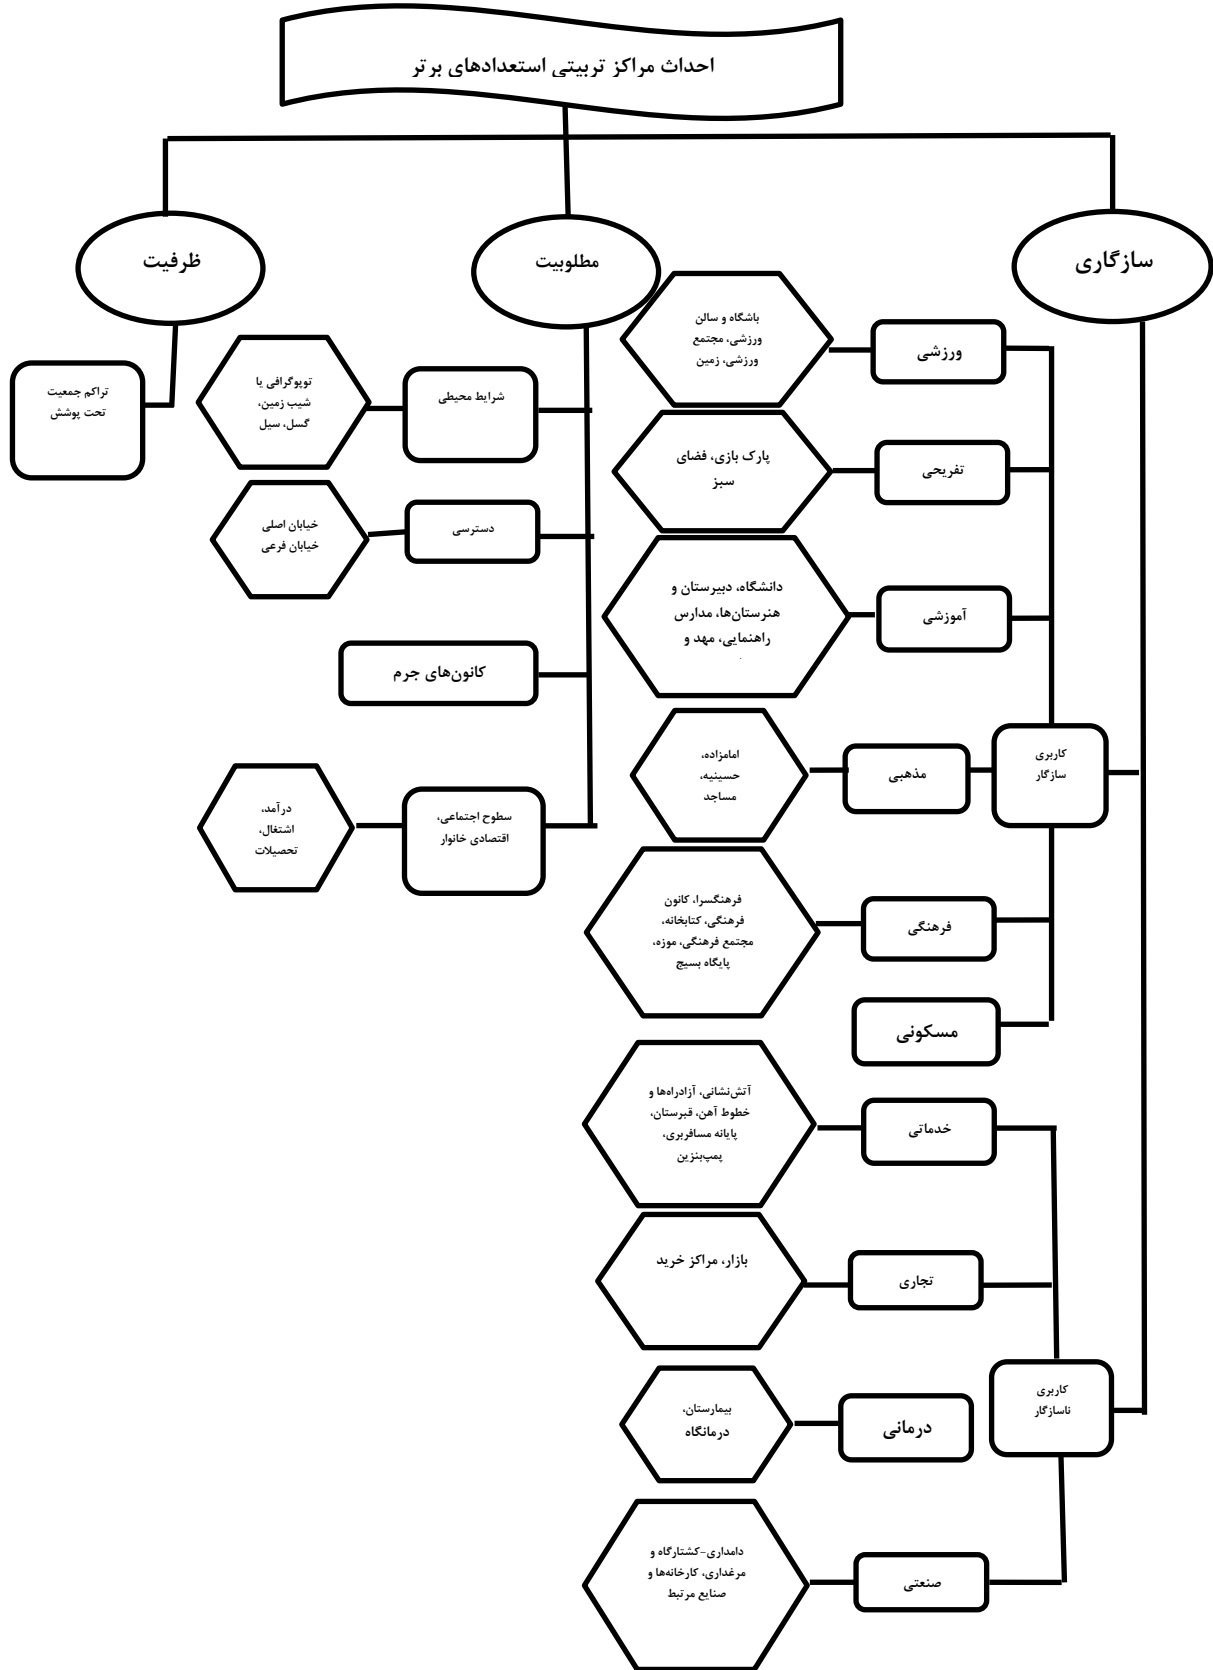 احداث مراکز تربیتی استعدادهای برتر
سازگاری
مطلوبیت
ظرفیت
ورزشی
باشگاه و سالن
ورزشی، مجتمع
ورزشی، زمین
تفریحی
پارک بازی، فضای
سبز
آموزشی
دانشگاه، دبیرستان و
هنرستان‌ها، مدارس
راهنمایی، مهد و
کاربری
سازگار
مذهبی
امامزاده،
حسینیه،
مساجد
فرهنگی
فرهنگسرا، کانون
فرهنگی، کتابخانه،
مجتمع فرهنگی، موزه،
پایگاه بسیج
مسکونی
خدماتی
آتش‌نشانی، آزادراه‌ها و
خطوط آهن، قبرستان،
پایانه مسافربری،
پمپ‌بنزین
تجاری
بازار، مراکز خرید
کاربری
ناسازگار
درمانی
بیمارستان،
درمانگاه
صنعتی
دامداری-کشتارگاه و
مرغداری، کارخانه‌ها و
صنایع مرتبط
شرایط محیطی
توپوگرافی یا
شیب زمین،
گسل، سیل
دسترسی
خیابان اصلی
خیابان فرعی
کانون‌های جرم
سطوح اجتماعی،
اقتصادی خانوار
درآمد،
اشتغال،
تحصیلات
تراکم جمعیت
تحت پوشش